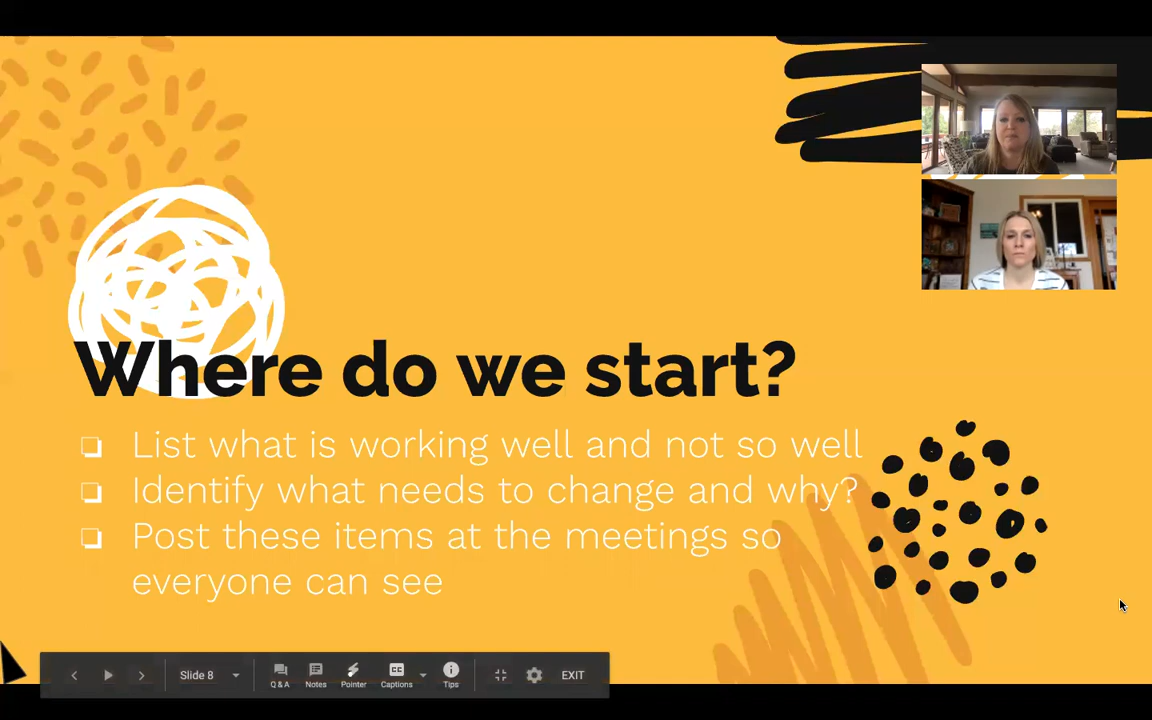 Where do we start?
❏ List what is working well and not so well
❏ Identify what needs to change and why?
❏ Post these items at the meetings so
everyone can see
Slide 8
Q & A
Notes
Pointer
CC
Captions
Tips
EXIT